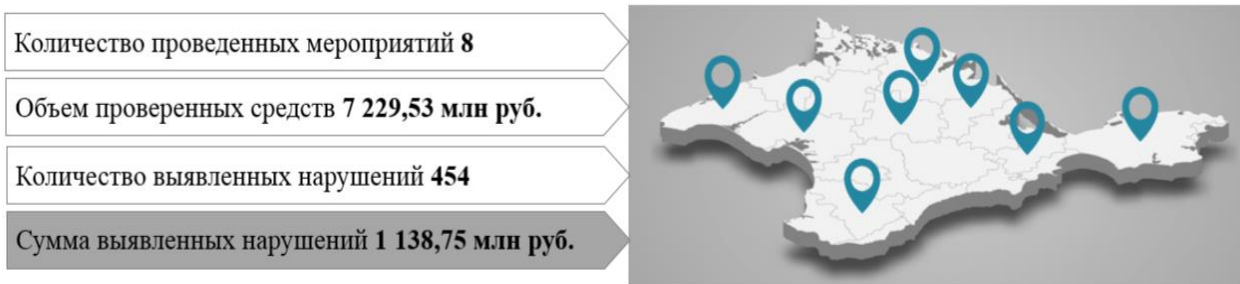 Количество проведенных мероприятий 8
Объем проверенных средств 7 229,53 млн руб.
Количество выявленных нарушений 454
Сумма выявленных нарушений 1 138,75 млн руб.